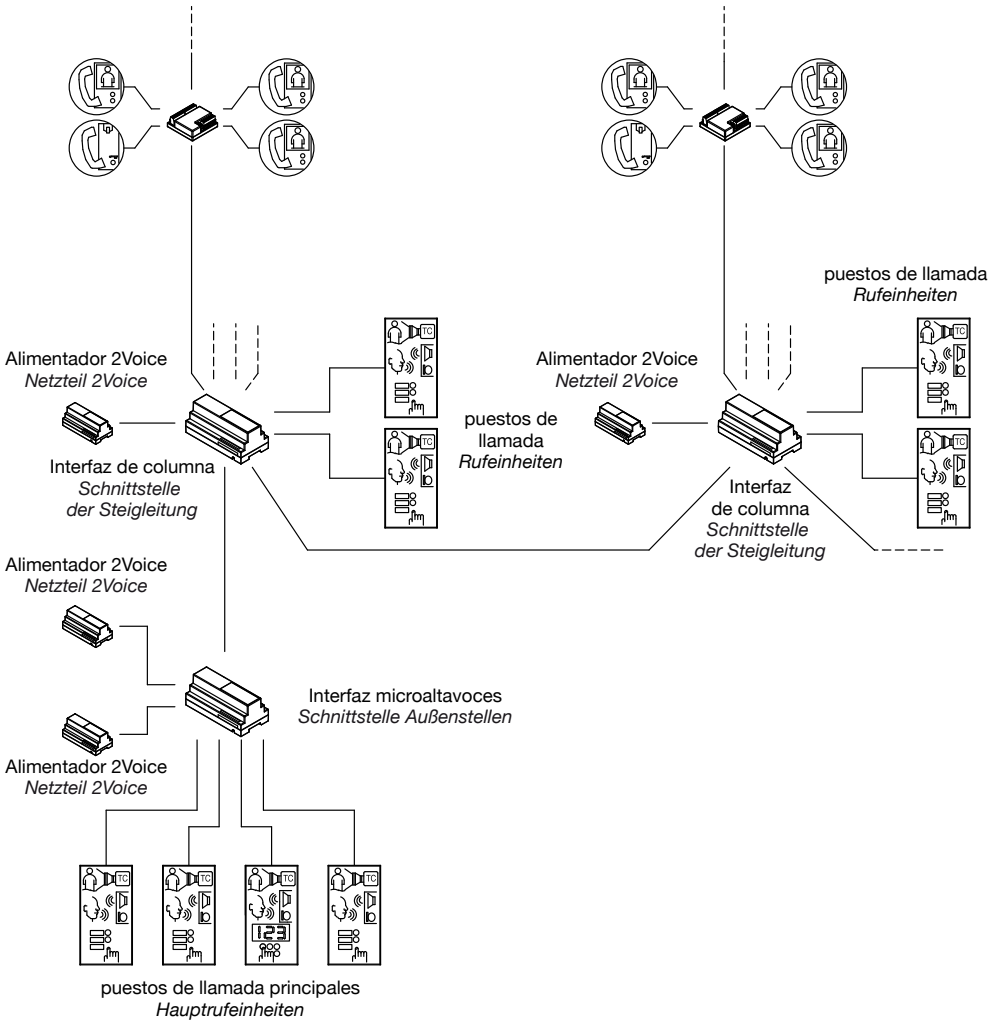 puestos de llamada
Rufeinheiten
TC
TC
Alimentador 2Voice
Netzteil 2Voice
Alimentador 2Voice
Netzteil 2Voice
puestos de
llamada
Rufeinheiten
TC
TC
Interfaz de columna
Schnittstelle
der Steigleitung
Interfaz
de columna
Schnittstelle
der Steigleitung
Alimentador 2Voice
Netzteil 2Voice
Interfaz microaltavoces
Schnittstelle Außenstellen
Alimentador 2Voice
Netzteil 2Voice
TC
TC
TC
TC
123
puestos de llamada principales
Hauptrufeinheiten